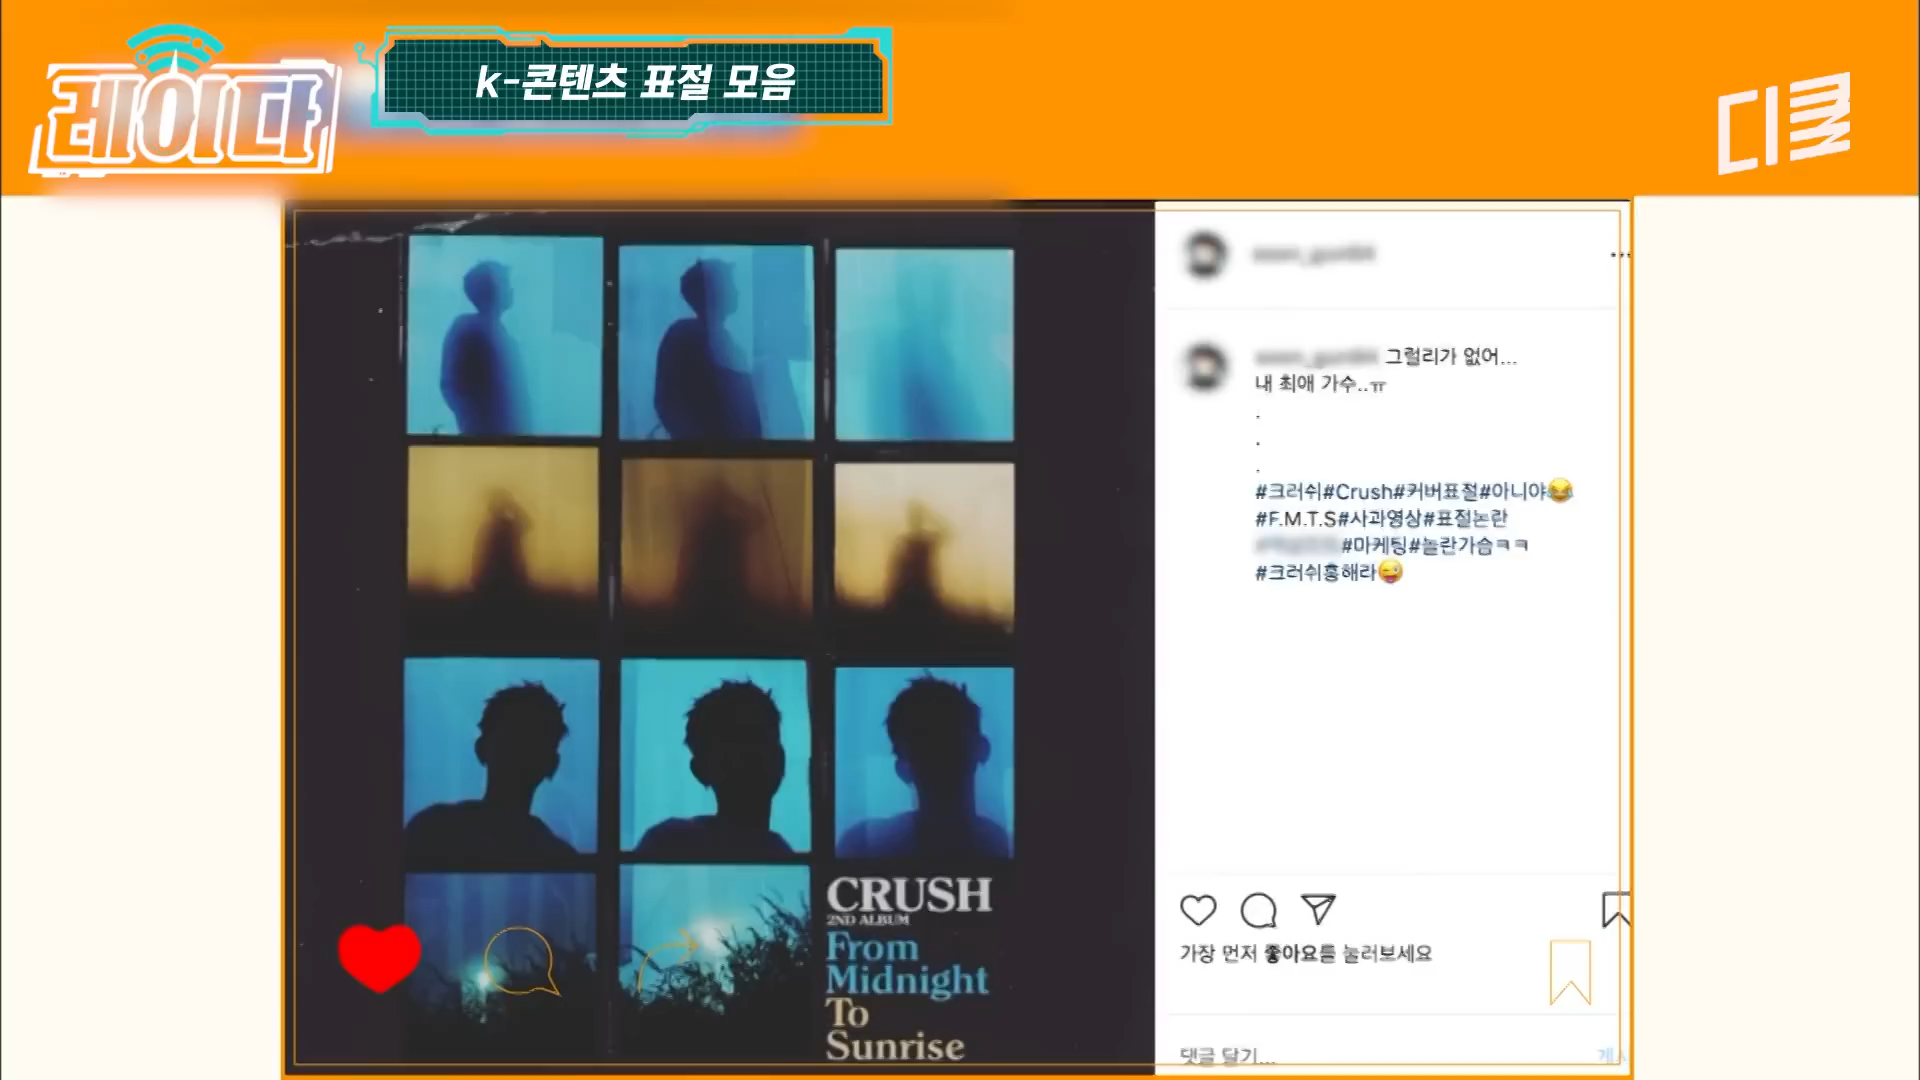 레이다
k-콘텐츠 표절 모음
디클
그럴리가 없어...
내 최애 가수..ㅠ
.
.
.
#크러쉬#Crush#커버표절#아니야😂
#F.M.T.S#사과영상#표절논란
#마케팅#놀란가슴ㅋㅋ
#크러쉬흥해라😜
CRUSH
2ND ALBUM
From
Midnight
To
Sunrise
가장 먼저 좋아요를 눌러보세요
댓글 달기...